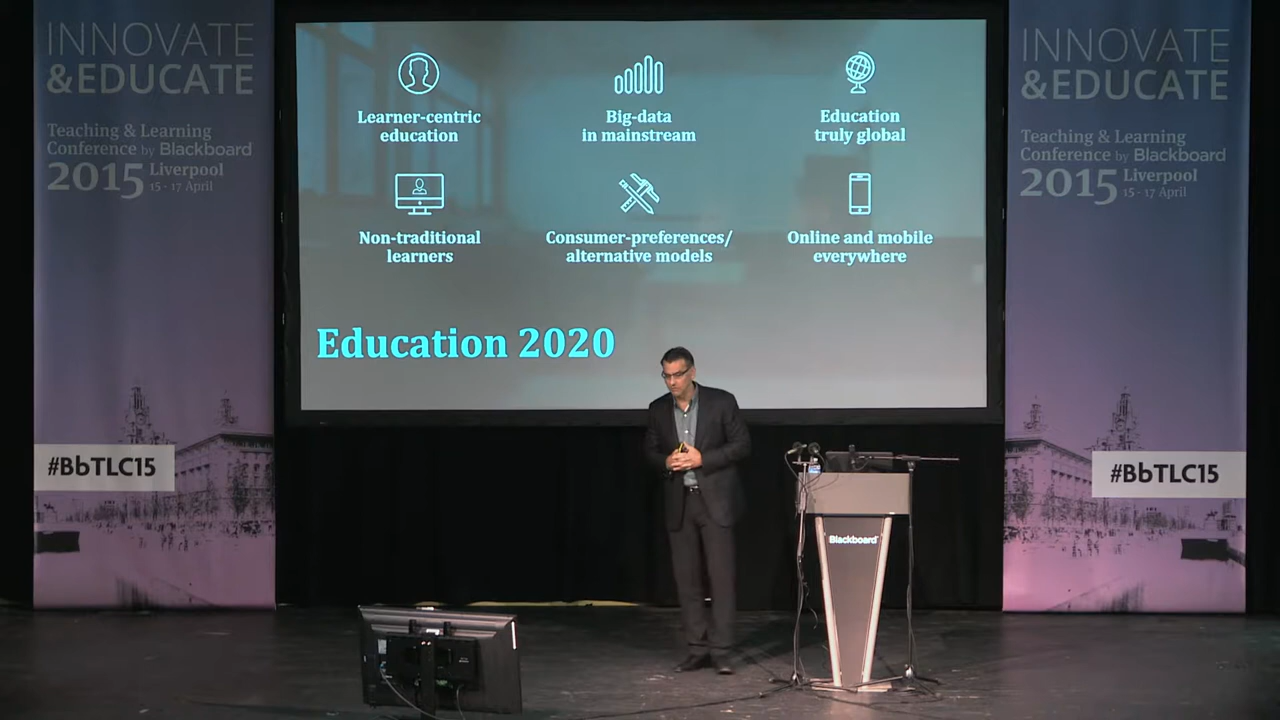 INNOVATE
&EDUCATE
Teaching & Learning
Conference by Blackboard
2015 Liverpool
15 - 17 April
#BbTLC15
Learner-centric
education
Big-data
in mainstream
Education
truly global
Non-traditional
learners
Consumer-preferences/
alternative models
Online and mobile
everywhere
Education 2020
Blackboard
INNOVATE
&EDUCATE
Teaching & Learning
Conference by Blackboard
2015 Liverpool
15 - 17 April
#BbTLC15